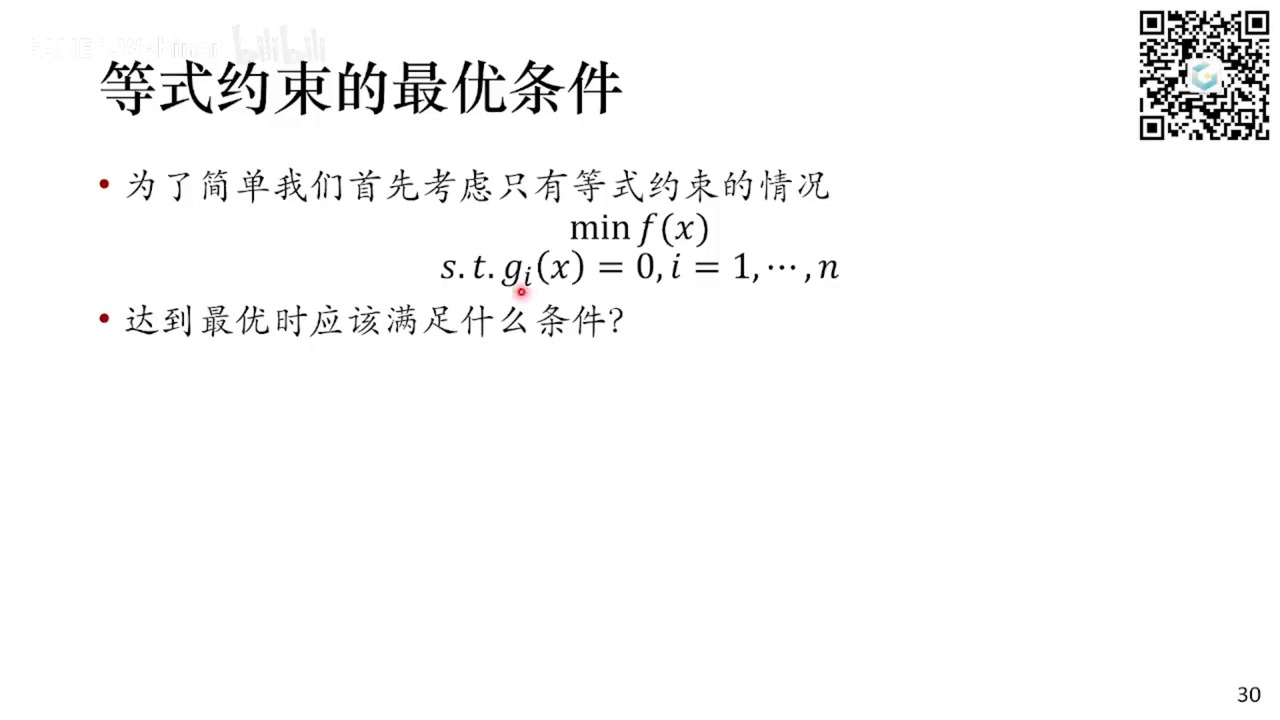 等式约束的最优条件
• 为了简单我们首先考虑只有等式约束的情况
min f(x)
s.t. gᵢ(x) = 0, i = 1, ⋯, n
• 达到最优时应该满足什么条件?
30